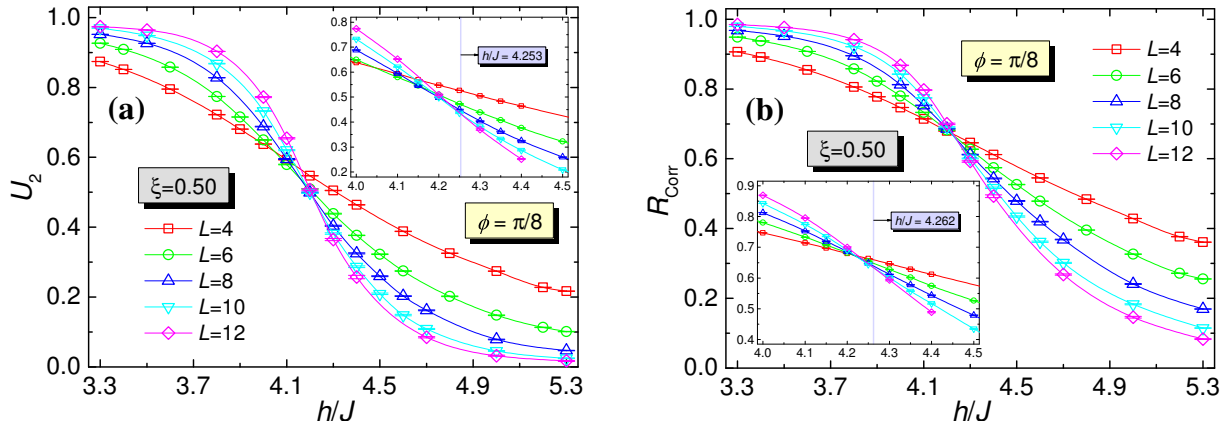 1.0
0.8
0.6
0.4
0.2
0.0
U2
3.3 3.7 4.1 4.5 4.9 5.3
h/J
(a)
ξ=0.50
L=4
L=6
L=8
L=10
L=12
ϕ = π/8
0.8
0.7
0.6
0.5
0.4
0.3
0.2
4.0 4.1 4.2 4.3 4.4 4.5
h/J = 4.253
1.0
0.8
0.6
0.4
0.2
0.0
RCorr
3.3 3.7 4.1 4.5 4.9 5.3
h/J
(b)
ξ=0.50
ϕ = π/8
L=4
L=6
L=8
L=10
L=12
0.9
0.8
0.7
0.6
0.5
0.4
4.0 4.1 4.2 4.3 4.4 4.5
h/J = 4.262